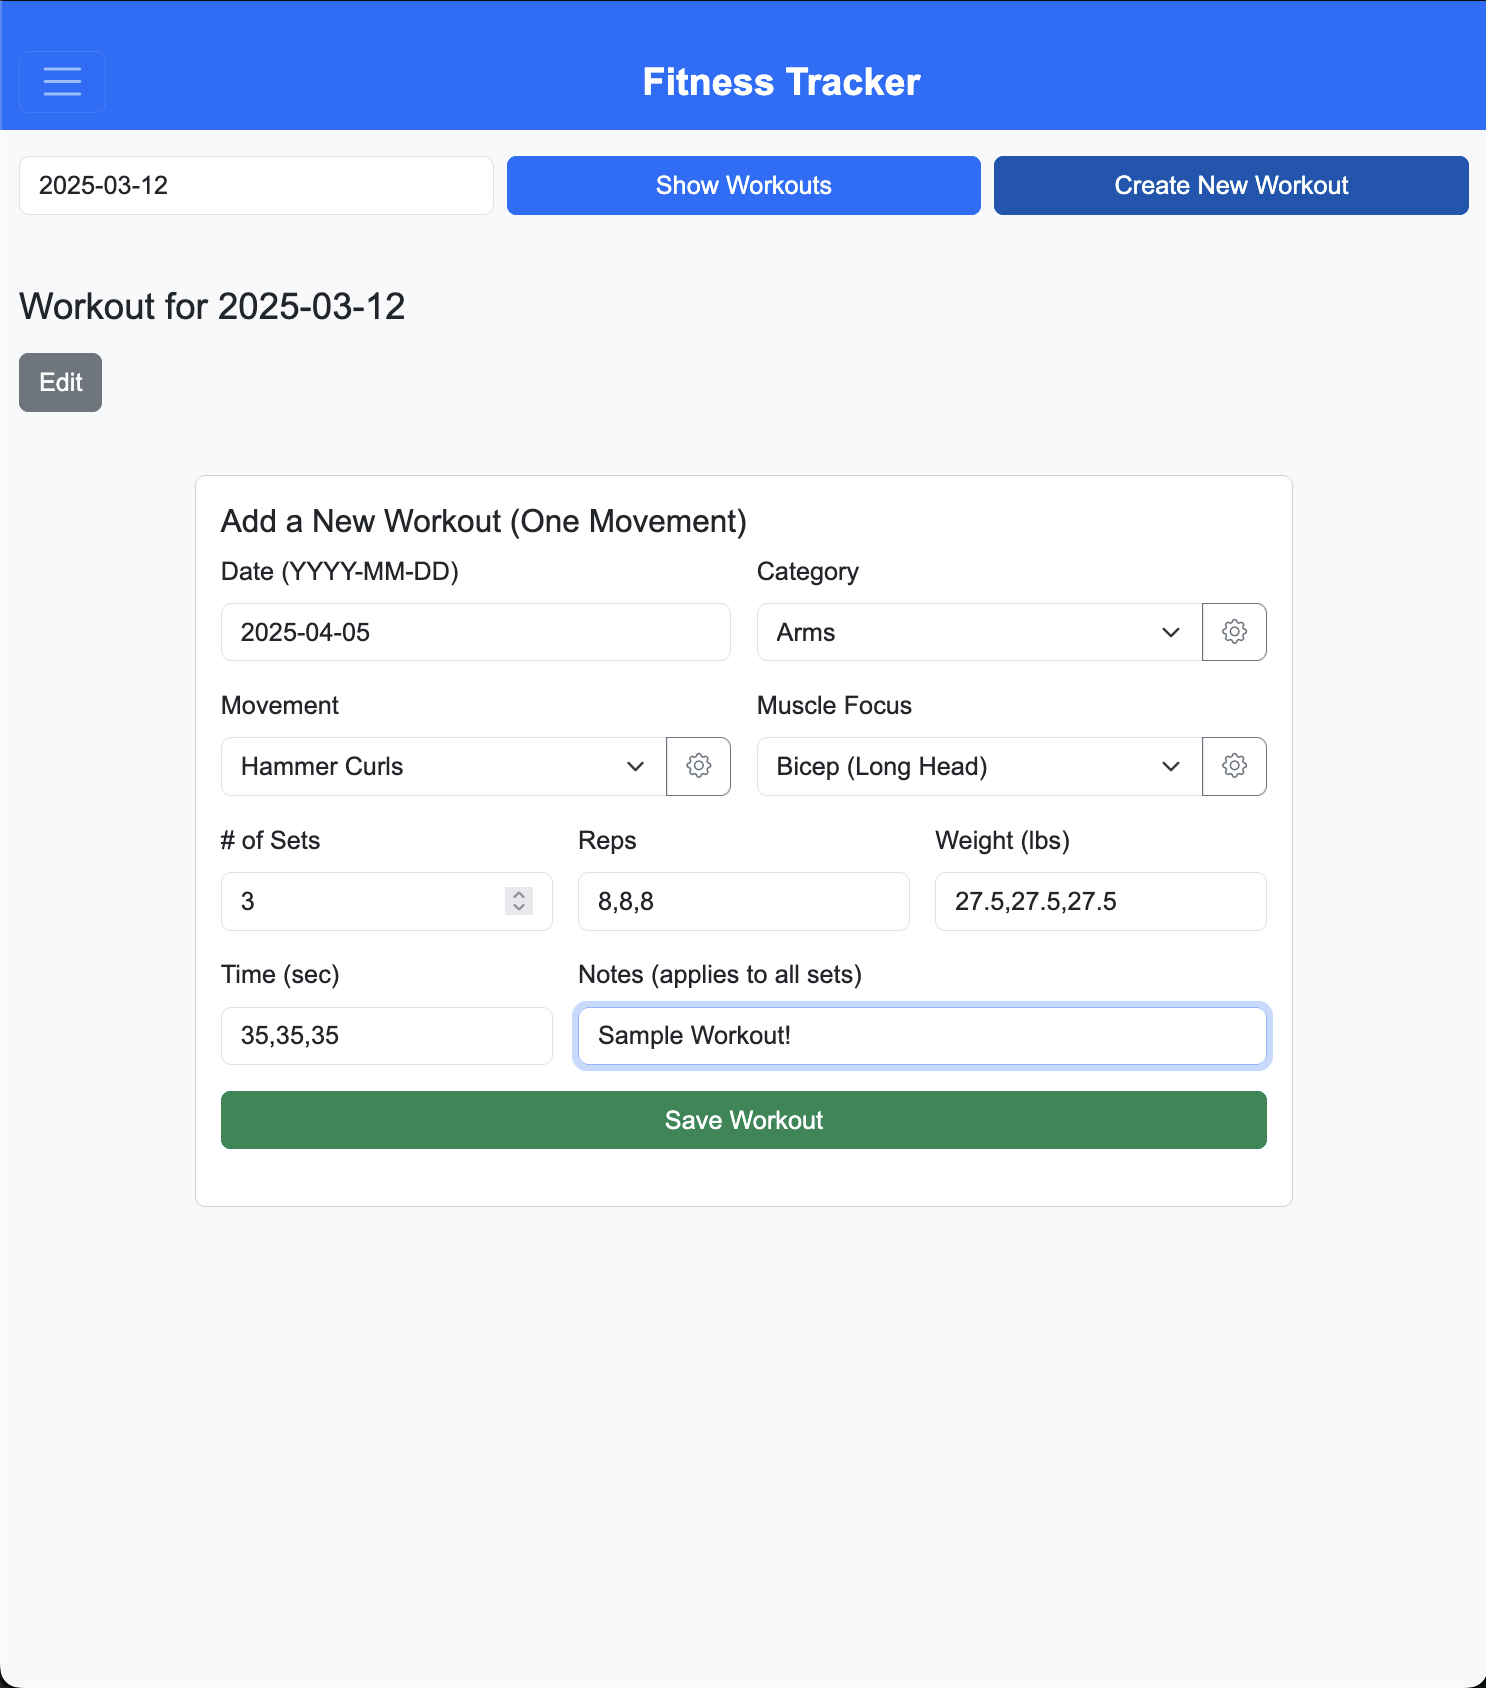 Fitness Tracker
2025-03-12
Show Workouts
Create New Workout
Workout for 2025-03-12
Edit
Add a New Workout (One Movement)
Date (YYYY-MM-DD)
Category
2025-04-05
Arms
Movement
Muscle Focus
Hammer Curls
Bicep (Long Head)
# of Sets
Reps
Weight (lbs)
3
8,8,8
27.5,27.5,27.5
Time (sec)
Notes (applies to all sets)
35,35,35
Sample Workout!
Save Workout